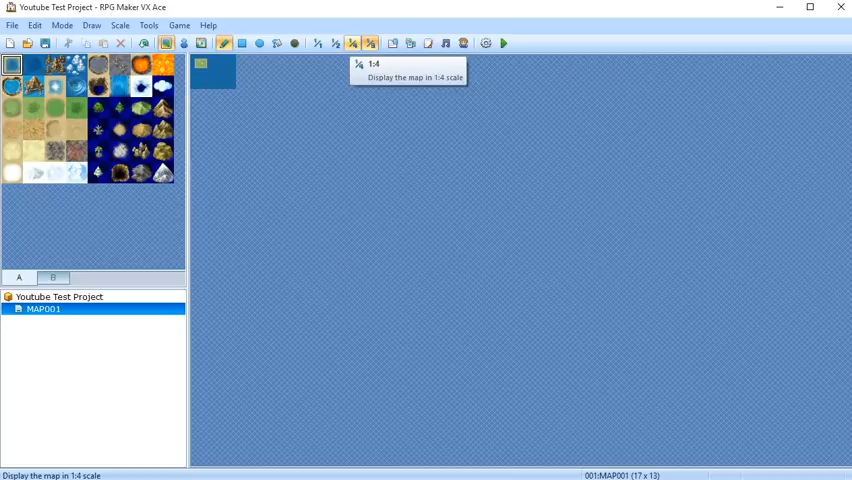 Youtube Test Project - RPG Maker VX Ace
File Edit Mode Draw Scale Tools Game Help
1:4
Display the map in 1:4 scale
A B
Youtube Test Project
MAP001
Display the map in 1:4 scale 001:MAP001 (17 x 13)